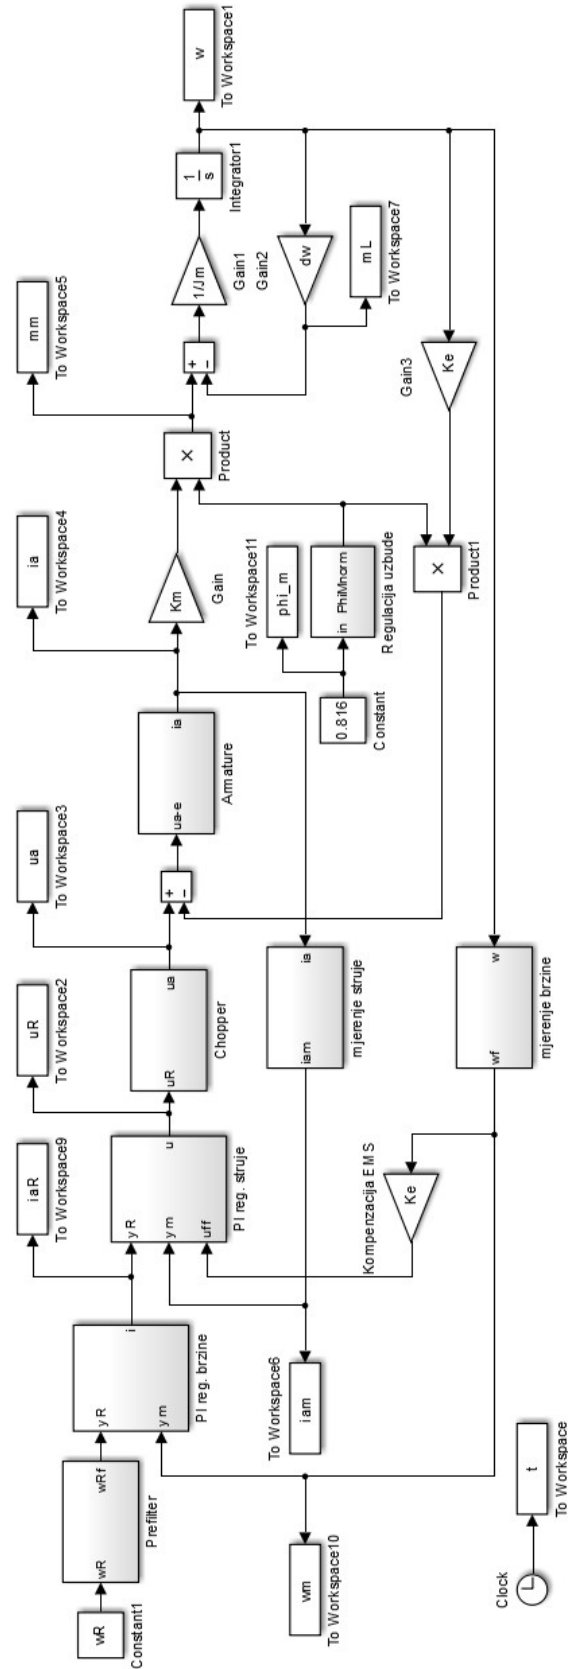 wR
Constant1
wR
wRf
Prefilter
yR
ym
i
PI reg. brzine
iaR
To Workspace9
yR
ym
uff
u
PI reg. struje
uR
To Workspace2
uR
ua
Chopper
ua
To Workspace3
+
−
ua-e
ia
Armature
ia
To Workspace4
Km
Gain
×
Product
mm
To Workspace5
+
−
1/Jm
Gain1
1
s
Integrator1
w
To Workspace1
Gain2
dw
mL
To Workspace7
To Workspace11
phi_m
0.816
Constant
in
PhiMnorm
Regulacija uzbude
Gain3
Ke
×
Product1
iam
ia
mjerenje struje
To Workspace6
iam
Kompenzacija EMS
Ke
wf
w
mjerenje brzine
wm
To Workspace10
Clock
t
To Workspace